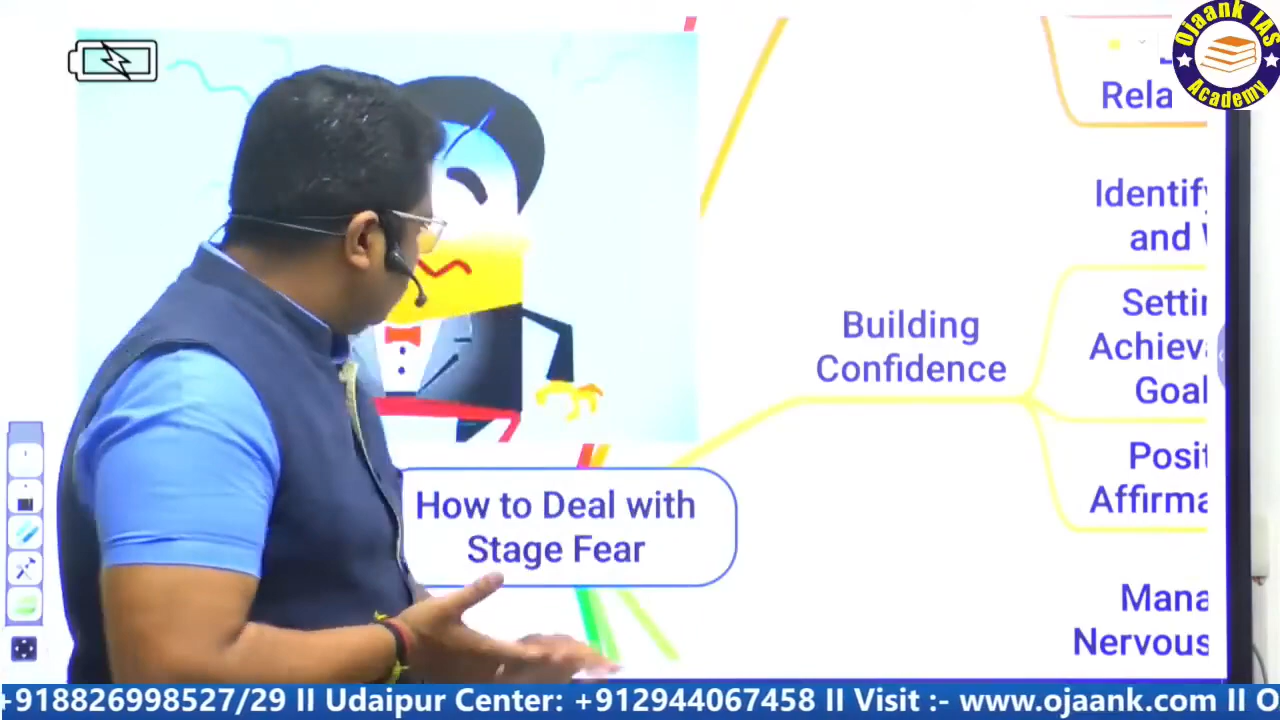 Ojaank IAS
Academy
Rela
Identify
and
Building
Confidence
Settin
Achieva
Goal
Posit
Affirma
How to Deal with
Stage Fear
Mana
Nervous
+918826998527/29 II Udaipur Center: +912944067458 II Visit :- www.ojaank.com II O